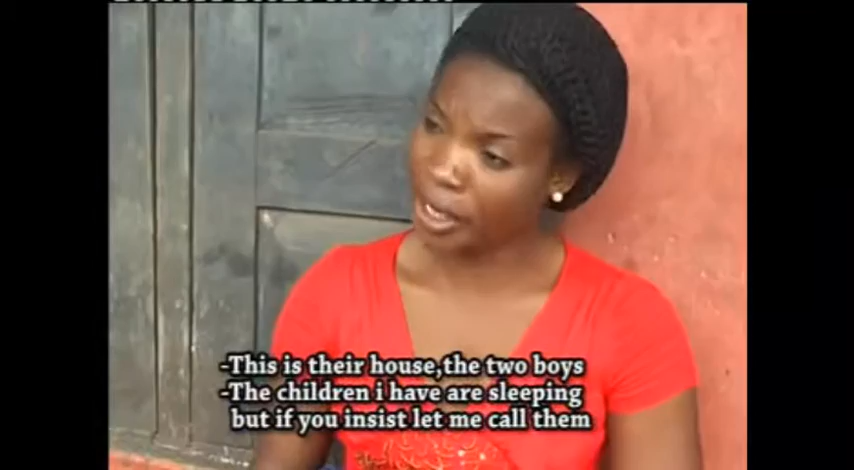 -This is their house,the two boys
-The children i have are sleeping
but if you insist let me call them